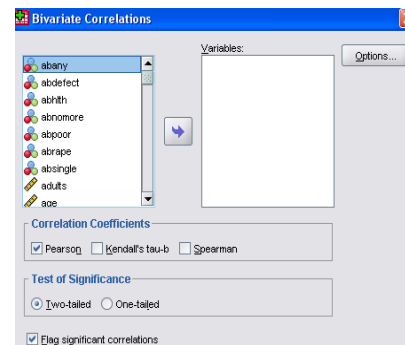 Bivariate Correlations
Variables:
Options...
abany
abdefect
abhlth
abnomore
abpoor
abrape
absingle
adults
age
Correlation Coefficients
Pearson Kendall's tau-b Spearman
Test of Significance
Two-tailed One-tailed
Flag significant correlations